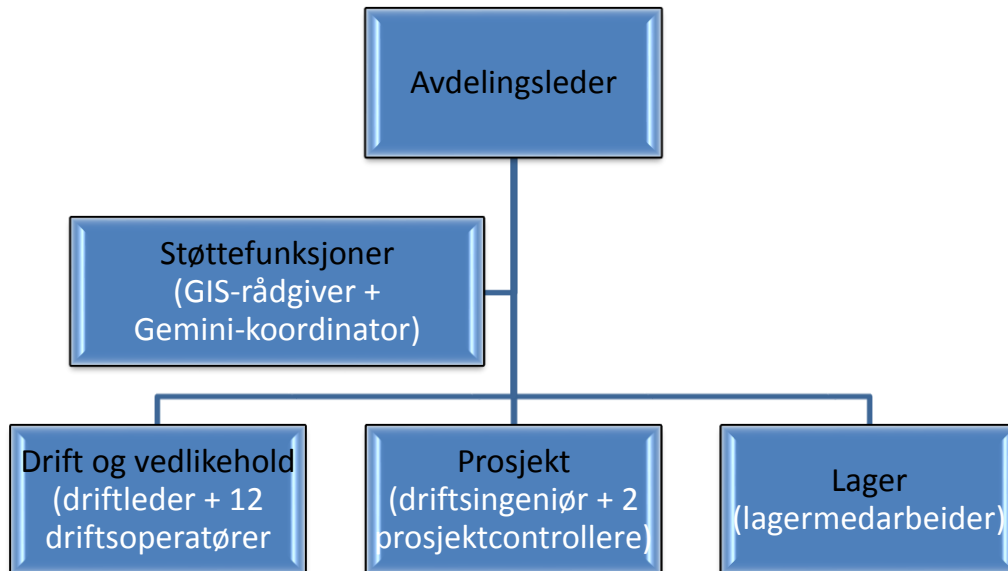 Avdelingsleder
Støttefunksjoner
(GIS-rådgiver +
Gemini-koordinator)
Drift og vedlikehold
(driftleder + 12
driftsoperatører
Prosjekt
(driftsingeniør + 2
prosjektcontrollere)
Lager
(lagermedarbeider)